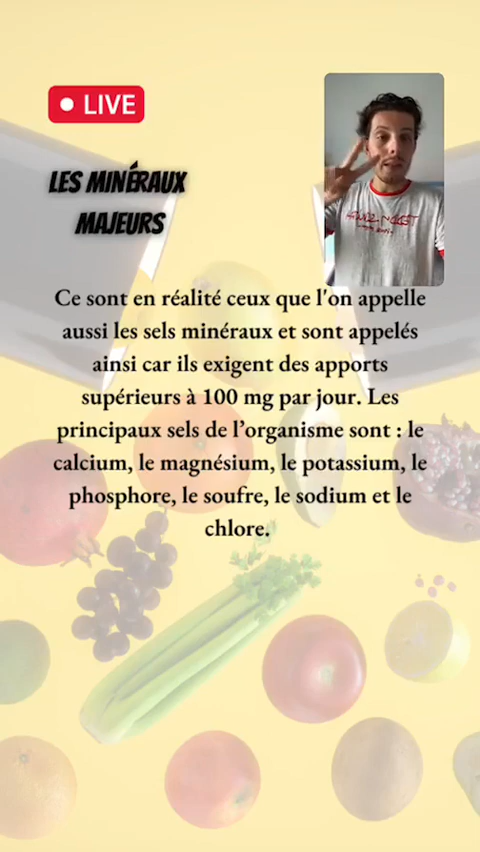 LIVE
LES MINÉRAUX
MAJEURS
Ce sont en réalité ceux que l'on appelle
aussi les sels minéraux et sont appelés
ainsi car ils exigent des apports
supérieurs à 100 mg par jour. Les
principaux sels de l’organisme sont : le
calcium, le magnésium, le potassium, le
phosphore, le soufre, le sodium et le
chlore.